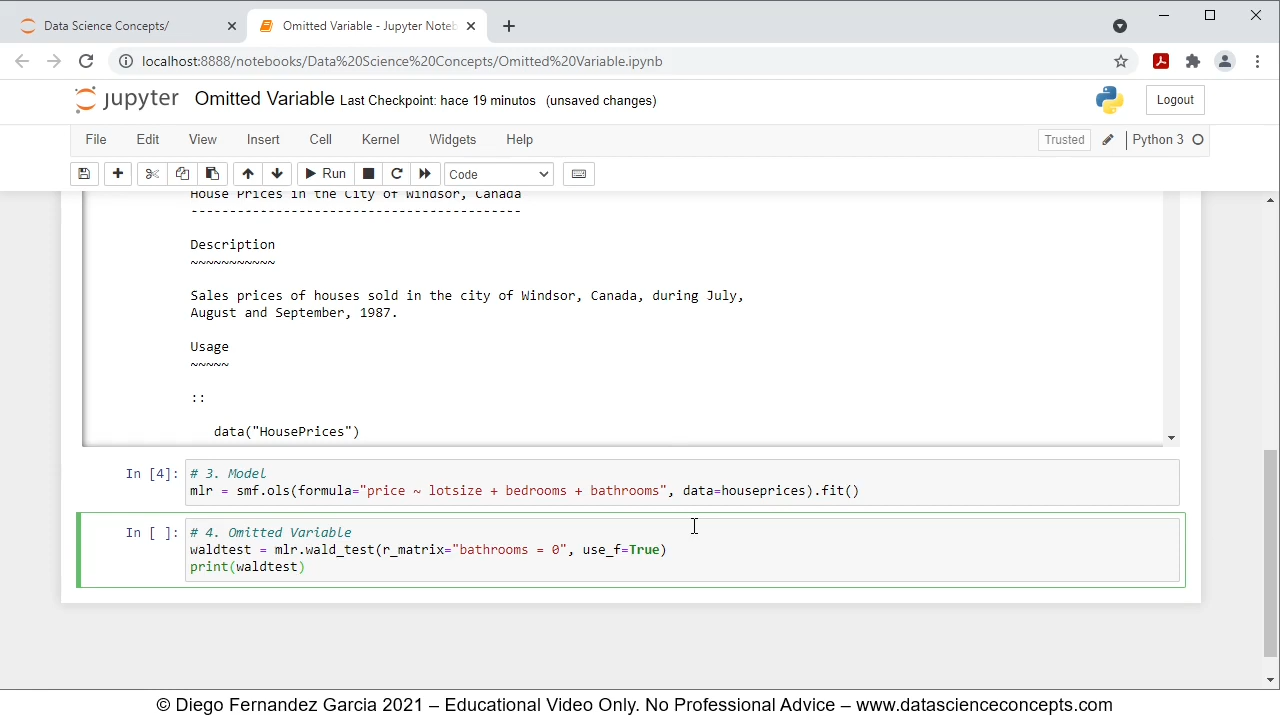 Data Science Concepts/
Omitted Variable - Jupyter Noteb
localhost:8888/notebooks/Data%20Science%20Concepts/Omitted%20Variable.ipynb
jupyter Omitted Variable Last Checkpoint: hace 19 minutos (unsaved changes) Logout
File Edit View Insert Cell Kernel Widgets Help Trusted Python 3
Run Code
House Prices in the City of Windsor, Canada
-------------------------------------------
Description
~~~~~~~~~~~
Sales prices of houses sold in the city of Windsor, Canada, during July,
August and September, 1987.
Usage
~~~~~
::
data("HousePrices")
In [4]: # 3. Model
mlr = smf.ols(formula="price ~ lotsize + bedrooms + bathrooms", data=houseprices).fit()
In [ ]: # 4. Omitted Variable
waldtest = mlr.wald_test(r_matrix="bathrooms = 0", use_f=True)
print(waldtest)
© Diego Fernandez Garcia 2021 – Educational Video Only. No Professional Advice – www.datascienceconcepts.com